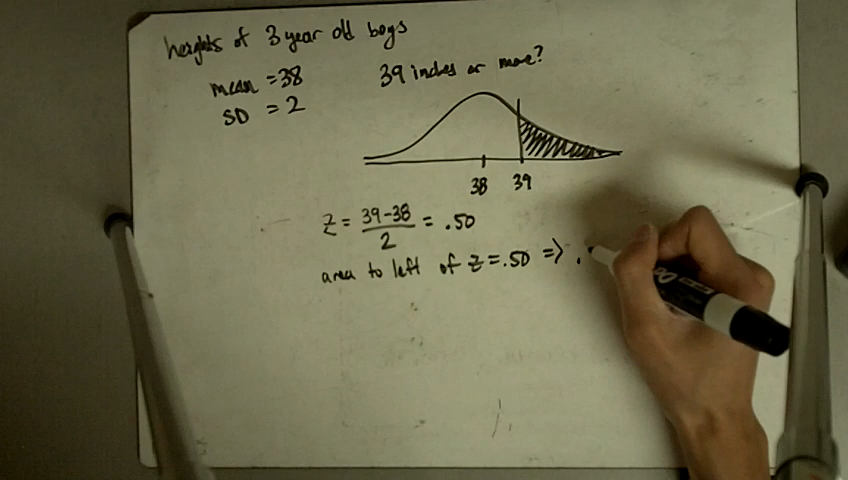 heights of 3 year old boys
mean = 38
SD = 2
39 inches or more?
38 39
z = 39-38 / 2 = .50
area to left of z = .50 => .